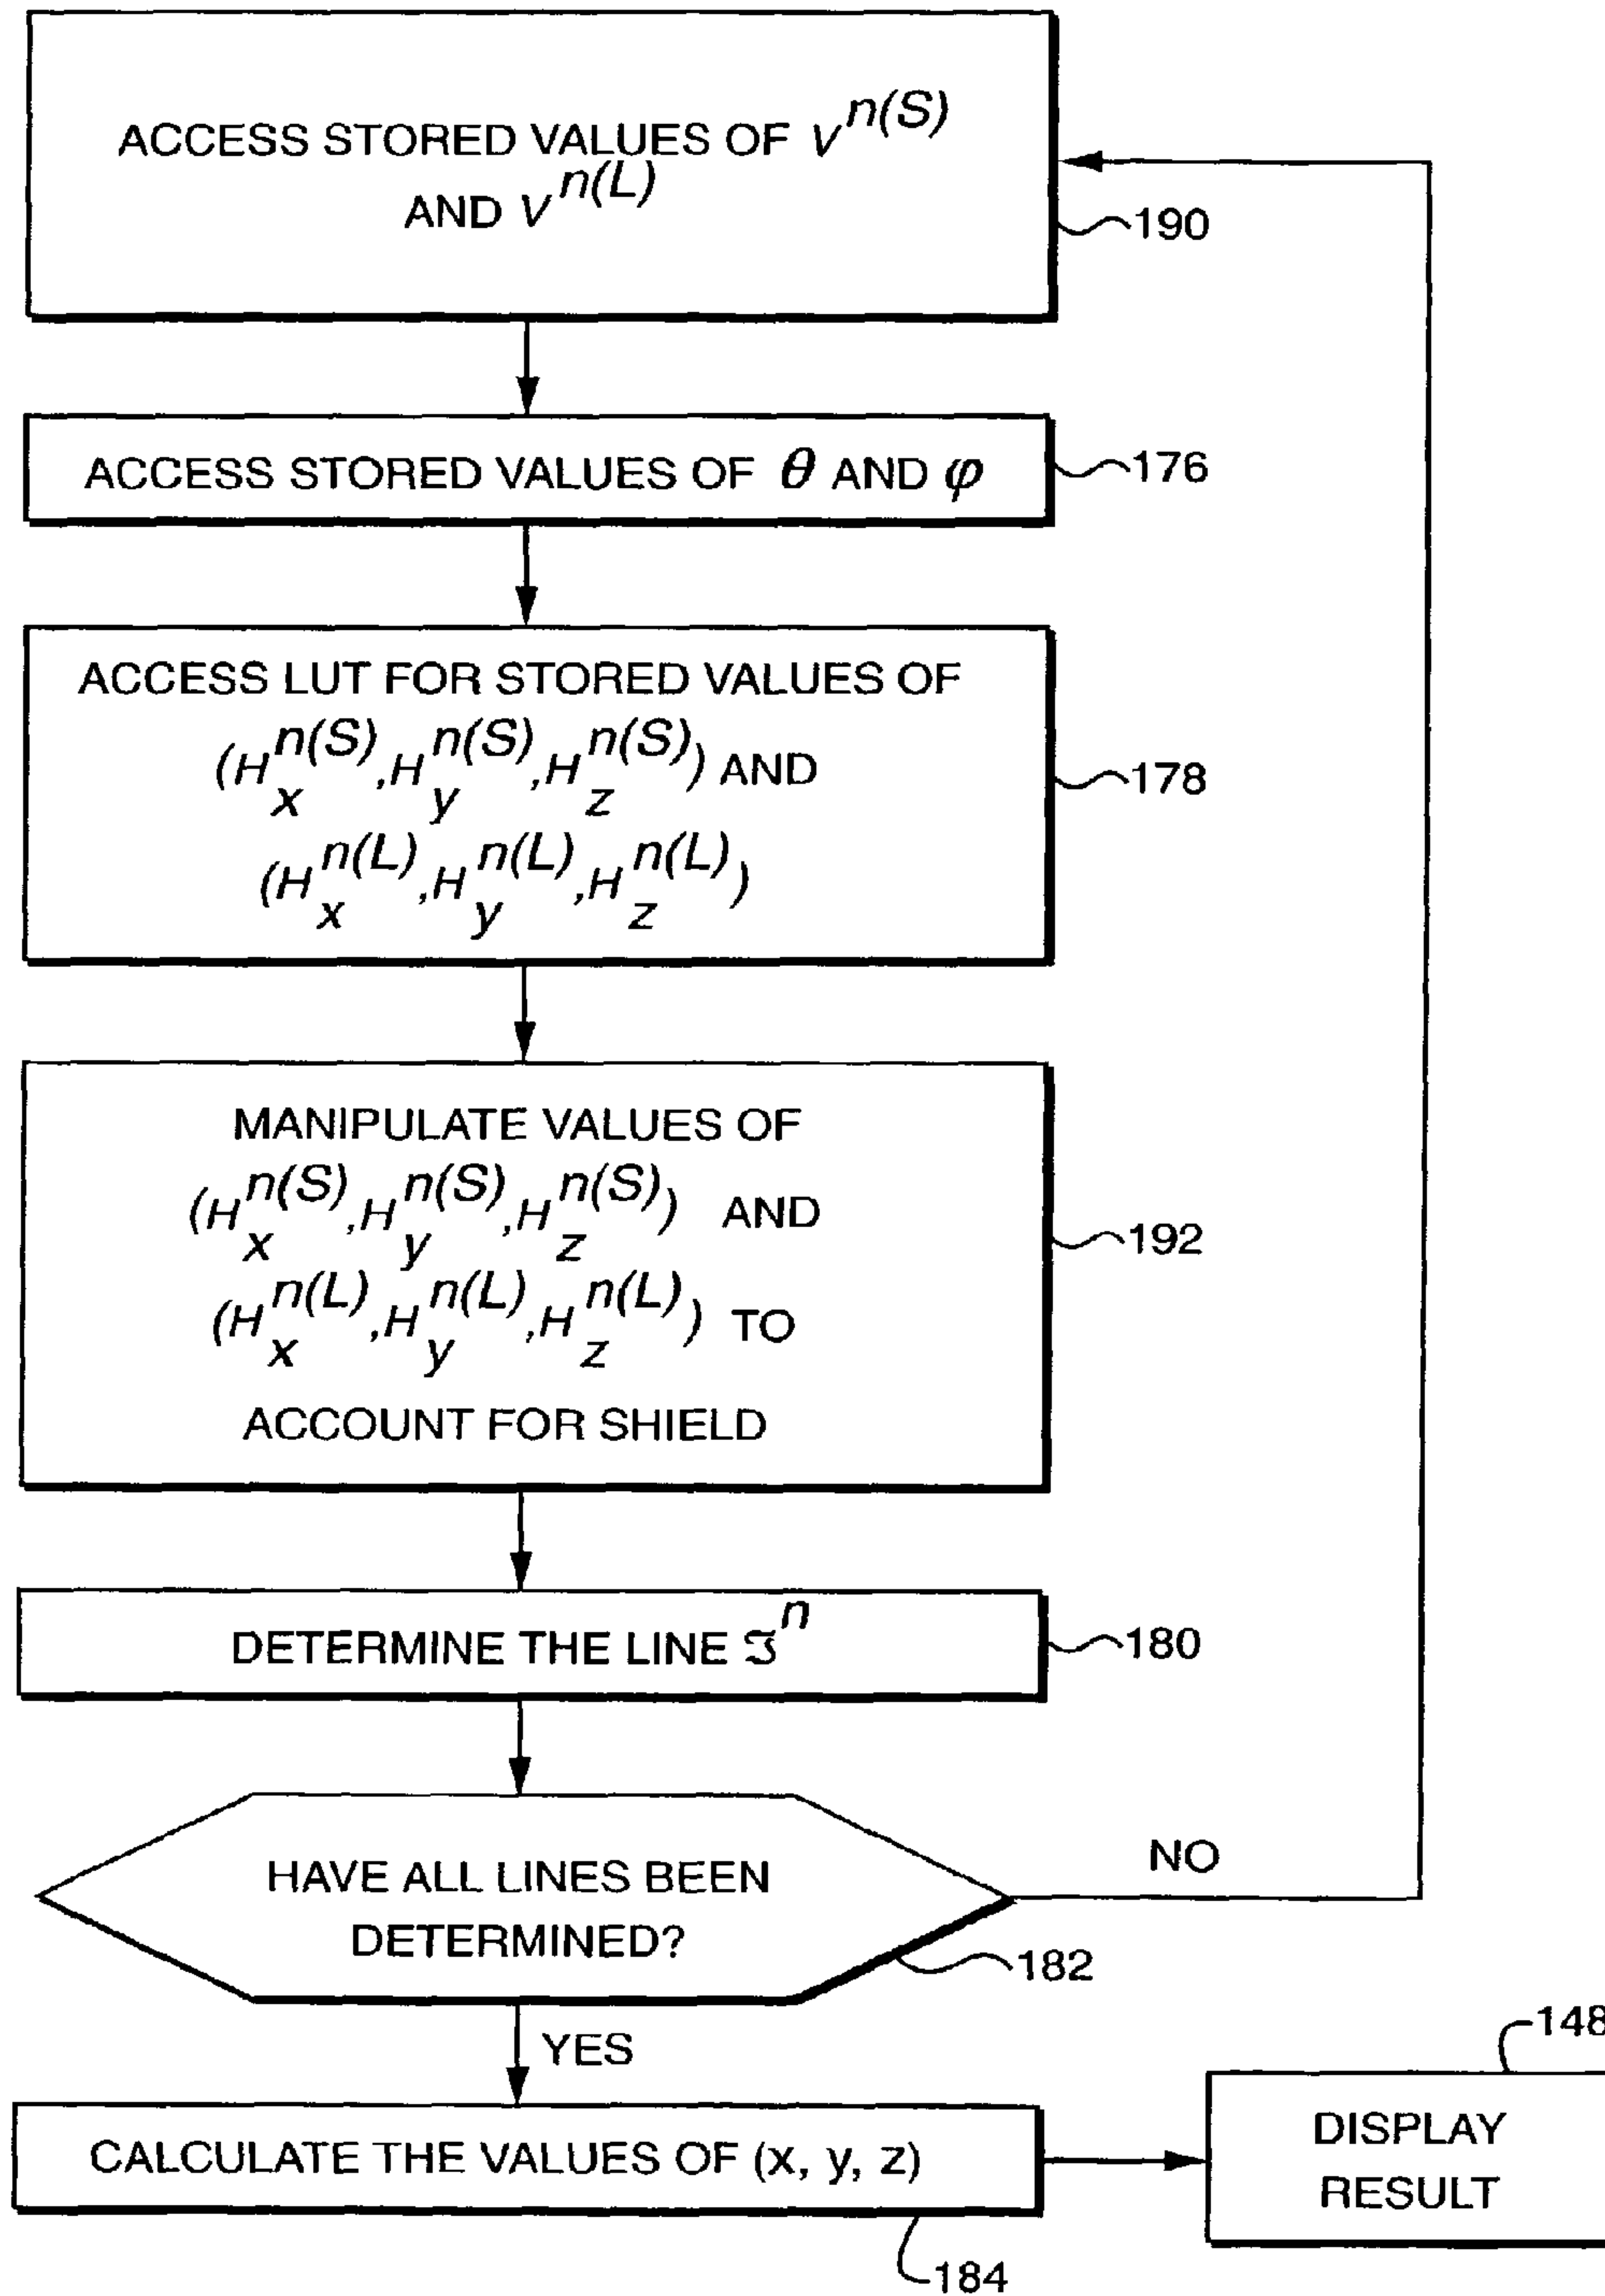 ACCESS STORED VALUES OF V^n(S)
AND V^n(L)
190
ACCESS STORED VALUES OF θ AND φ
176
ACCESS LUT FOR STORED VALUES OF
(H_x^n(S), H_y^n(S), H_z^n(S)) AND
(H_x^n(L), H_y^n(L), H_z^n(L))
178
MANIPULATE VALUES OF
(H_x^n(S), H_y^n(S), H_z^n(S)) AND
(H_x^n(L), H_y^n(L), H_z^n(L)) TO
ACCOUNT FOR SHIELD
192
DETERMINE THE LINE ℑ^n
180
HAVE ALL LINES BEEN
DETERMINED?
NO
182
YES
CALCULATE THE VALUES OF (x, y, z)
184
148
DISPLAY
RESULT